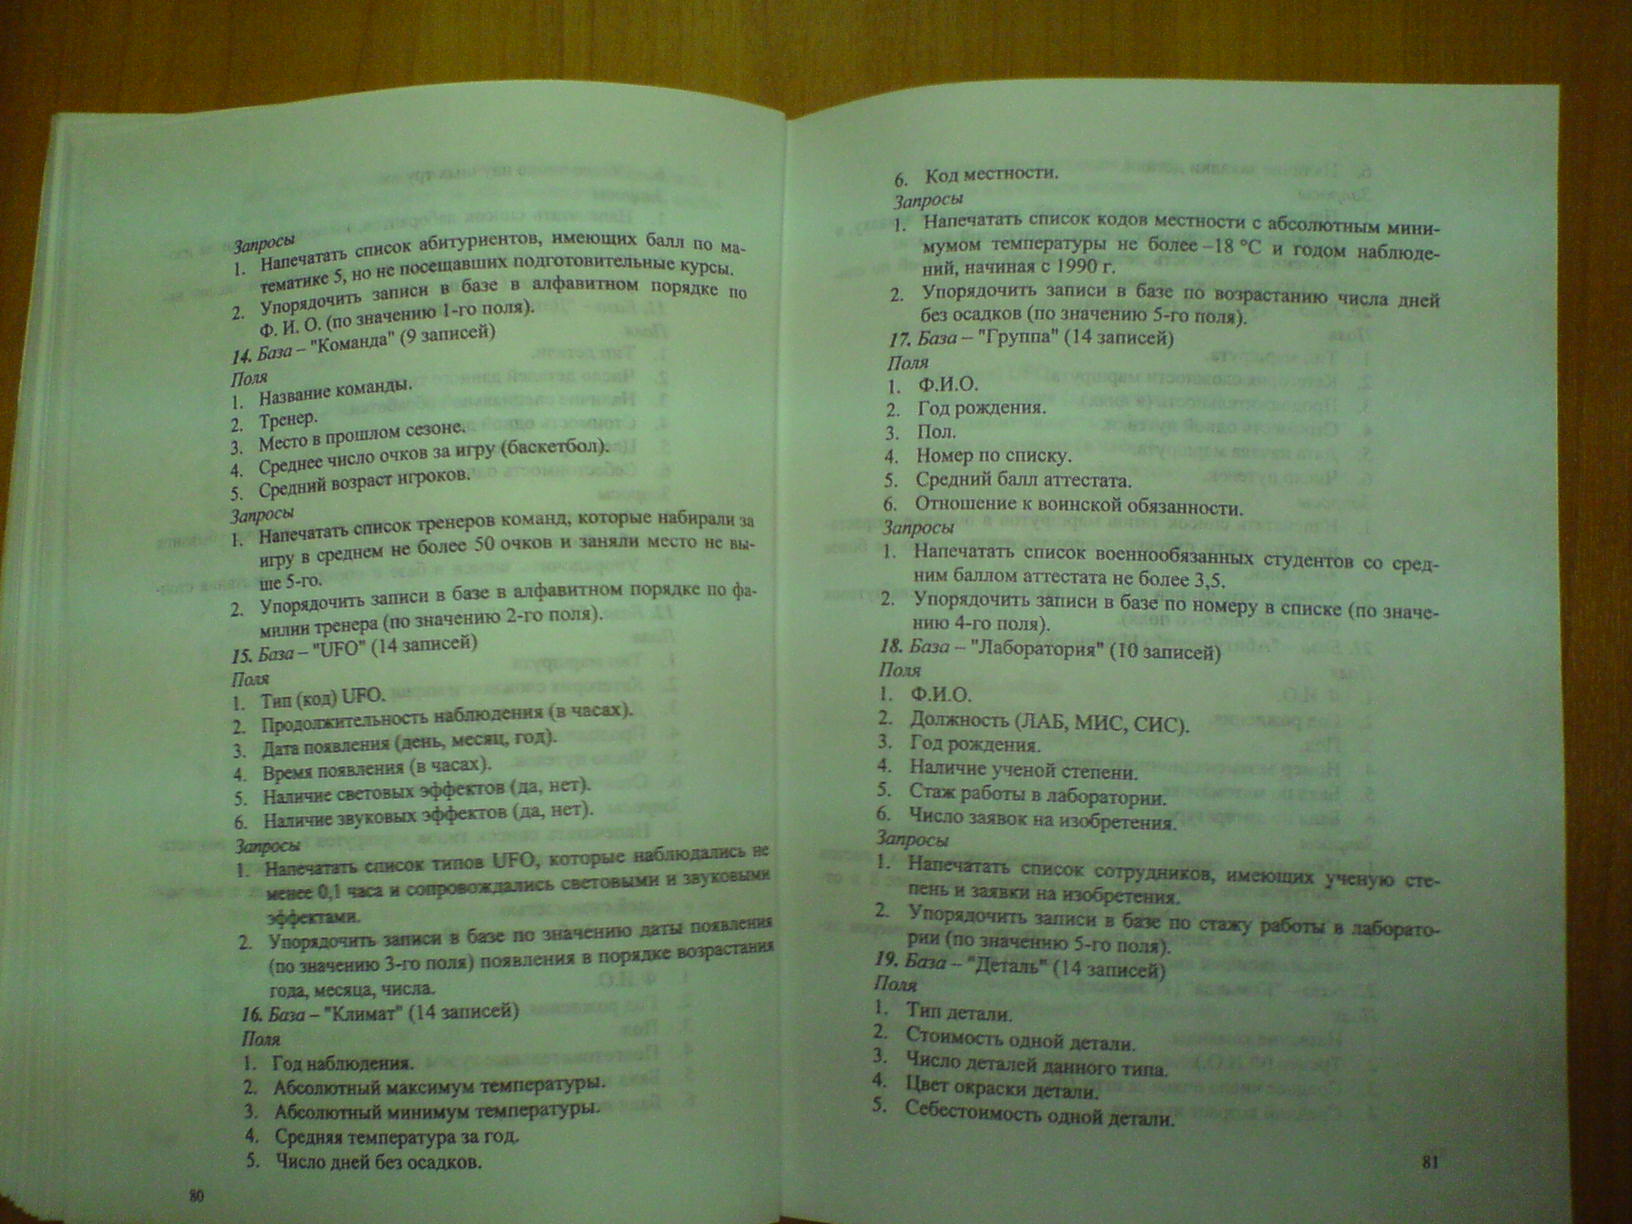 Запросы
1. Напечатать список абитуриентов, имеющих балл по ма-
тематике 5, но не посещавших подготовительные курсы.
2. Упорядочить записи в базе в алфавитном порядке по
Ф. И. О. (по значению 1-го поля).
14. База – "Команда" (9 записей)
Поля
1. Название команды.
2. Тренер.
3. Место в прошлом сезоне.
4. Среднее число очков за игру (баскетбол).
5. Средний возраст игроков.
Запросы
1. Напечатать список тренеров команд, которые набирали за
игру в среднем не более 50 очков и заняли место не вы-
ше 5-го.
2. Упорядочить записи в базе в алфавитном порядке по фа-
милии тренера (по значению 2-го поля).
15. База – "UFO" (14 записей)
Поля
1. Тип (код) UFO.
2. Продолжительность наблюдения (в часах).
3. Дата появления (день, месяц, год).
4. Время появления (в часах).
5. Наличие световых эффектов (да, нет).
6. Наличие звуковых эффектов (да, нет).
Запросы
1. Напечатать список типов UFO, которые наблюдались не
менее 0,1 часа и сопровождались световыми и звуковыми
эффектами.
2. Упорядочить записи в базе по значению даты появления
(по значению 3-го поля) появления в порядке возрастания
года, месяца, числа.
16. База – "Климат" (14 записей)
Поля
1. Год наблюдения.
2. Абсолютный максимум температуры.
3. Абсолютный минимум температуры.
4. Средняя температура за год.
5. Число дней без осадков.
80
6. Код местности.
Запросы
1. Напечатать список кодов местности с абсолютным мини-
мумом температуры не более –18 °С и годом наблюде-
ний, начиная с 1990 г.
2. Упорядочить записи в базе по возрастанию числа дней
без осадков (по значению 5-го поля).
17. База – "Группа" (14 записей)
Поля
1. Ф.И.О.
2. Год рождения.
3. Пол.
4. Номер по списку.
5. Средний балл аттестата.
6. Отношение к воинской обязанности.
Запросы
1. Напечатать список военнообязанных студентов со сред-
ним баллом аттестата не более 3,5.
2. Упорядочить записи в базе по номеру в списке (по значе-
нию 4-го поля).
18. База – "Лаборатория" (10 записей)
Поля
1. Ф.И.О.
2. Должность (ЛАБ, МИС, СИС).
3. Год рождения.
4. Наличие ученой степени.
5. Стаж работы в лаборатории.
6. Число заявок на изобретения.
Запросы
1. Напечатать список сотрудников, имеющих ученую сте-
пень и заявки на изобретения.
2. Упорядочить записи в базе по стажу работы в лаборато-
рии (по значению 5-го поля).
19. База – "Деталь" (14 записей)
Поля
1. Тип детали.
2. Стоимость одной детали.
3. Число деталей данного типа.
4. Цвет окраски детали.
5. Себестоимость одной детали.
81